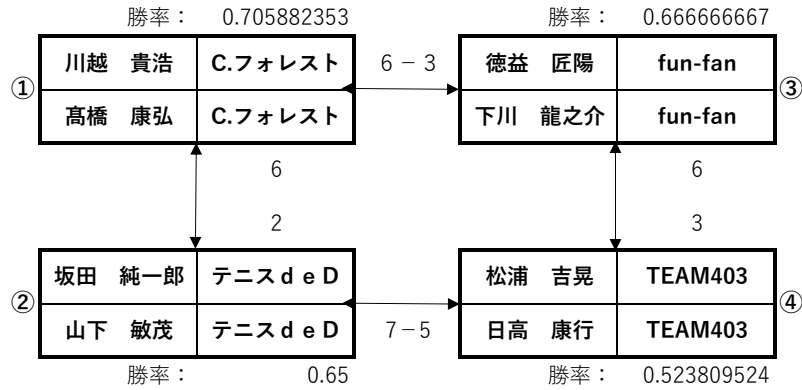 勝率： 0.705882353 勝率： 0.666666667
川越　貴浩 C.フォレスト 6－3 徳益　匠陽 fun-fan
① ③
髙橋　康弘 C.フォレスト 下川　龍之介 fun-fan
6 6
2 3
坂田　純一郎 テニスｄｅＤ 松浦　吉晃 TEAM403
② ④
山下　敏茂 テニスｄｅＤ 7－5 日高　康行 TEAM403
勝率： 0.65 勝率： 0.523809524